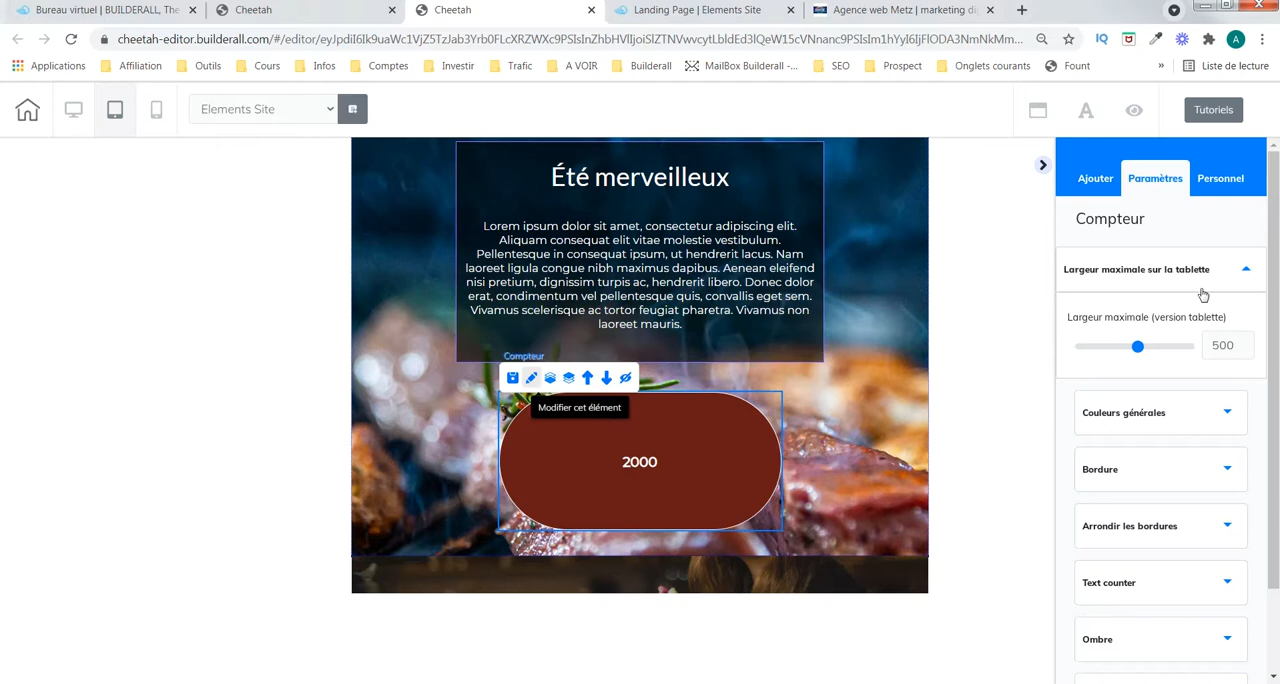 Bureau virtuel | BUILDERALL, The
Cheetah
Cheetah
Landing Page | Elements Site
Agence web Metz | marketing di
cheetah-editor.builderall.com/#/editor/
Applications
Affiliation
Outils
Cours
Infos
Comptes
Investir
Trafic
A VOIR
Builderall
MailBox Builderall -...
SEO
Prospect
Onglets courants
Fount
»
Liste de lecture
Elements Site
Tutoriels
Été merveilleux
Lorem ipsum dolor sit amet, consectetur adipiscing elit.
Aliquam consequat elit vitae molestie vestibulum.
Pellentesque in consequat ipsum, ut hendrerit lacus. Nam
laoreet ligula congue nibh maximus dapibus. Aenean eleifend
nisi pretium, dignissim turpis ac, hendrerit libero. Donec dolor
erat, condimentum vel pellentesque quis, convallis eget sem.
Vivamus scelerisque ac tortor feugiat pharetra. Vivamus non
laoreet mauris.
Compteur
Modifier cet élément
2000
Ajouter
Paramètres
Personnel
Compteur
Largeur maximale sur la tablette
Largeur maximale (version tablette)
500
Couleurs générales
Bordure
Arrondir les bordures
Text counter
Ombre